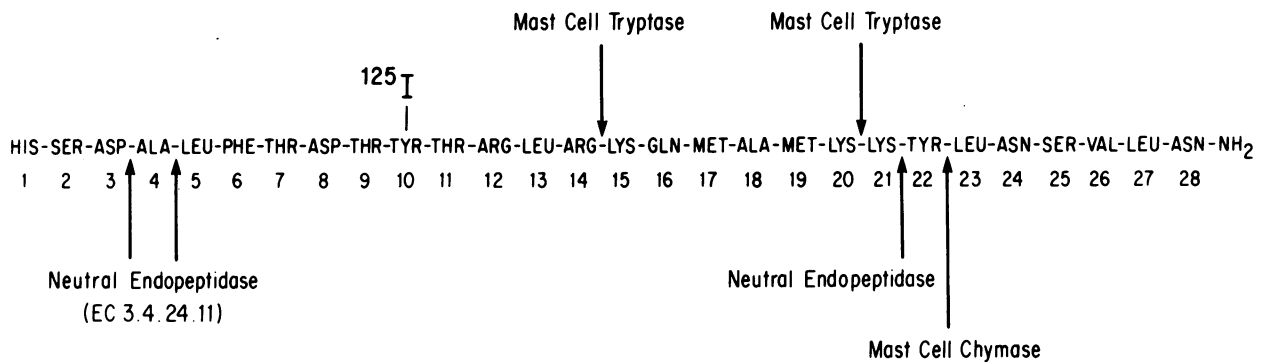 Mast Cell Tryptase Mast Cell Tryptase
125 I
HIS-SER-ASP-ALA-LEU-PHE-THR-ASP-THR-TYR-THR-ARG-LEU-ARG-LYS-GLN-MET-ALA-MET-LYS-LYS-TYR-LEU-ASN-SER-VAL-LEU-ASN-NH2
1 2 3 4 5 6 7 8 9 10 11 12 13 14 15 16 17 18 19 20 21 22 23 24 25 26 27 28
Neutral Endopeptidase Neutral Endopeptidase
(EC 3.4.24.11)
Mast Cell Chymase